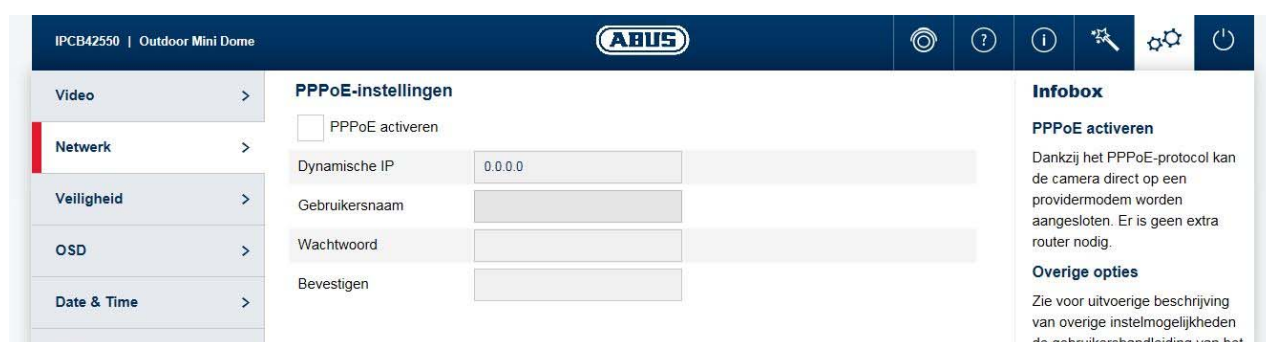 IPCB42550 | Outdoor Mini Dome
ABUS
Video
Netwerk
Veiligheid
OSD
Date & Time
PPPoE-instellingen
PPPoE activeren
Dynamische IP 0.0.0.0
Gebruikersnaam
Wachtwoord
Bevestigen
Infobox
PPPoE activeren
Dankzij het PPPoE-protocol kan
de camera direct op een
providermodem worden
aangesloten. Er is geen extra
router nodig.
Overige opties
Zie voor uitvoerige beschrijving
van overige instelmogelijkheden